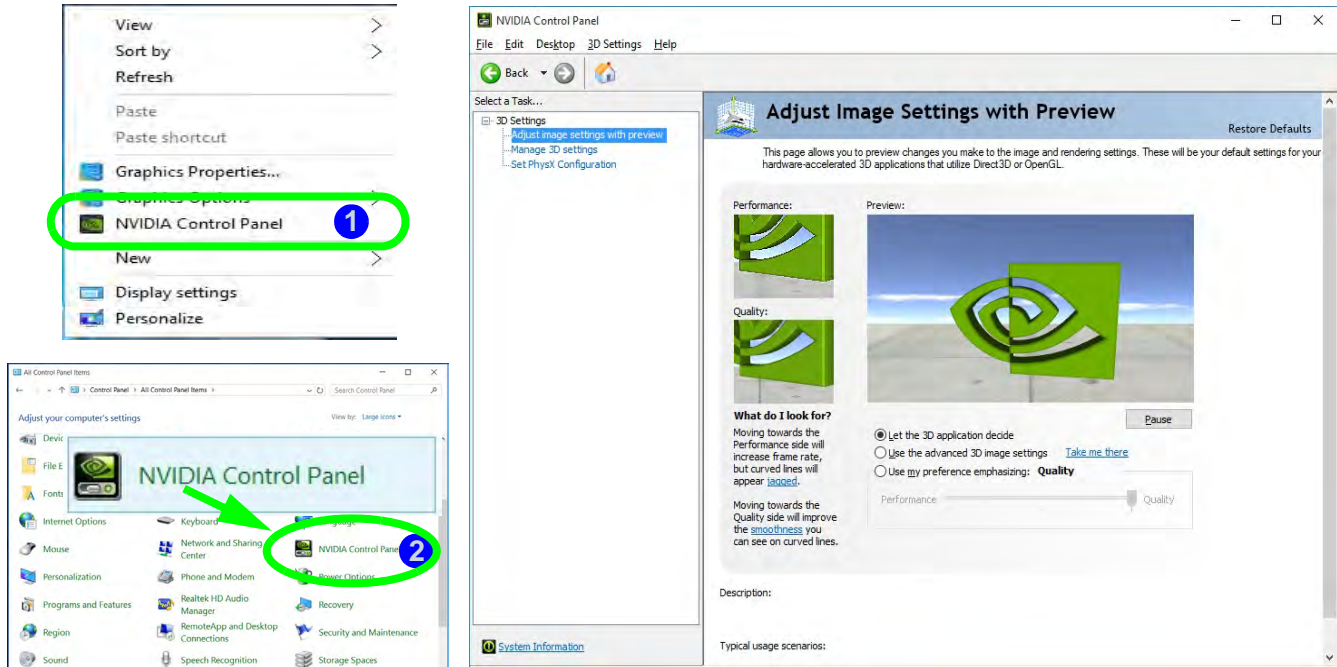 View
Sort by
Refresh
Paste
Paste shortcut
Graphics Properties...
Graphics Options
NVIDIA Control Panel
1
New
Display settings
Personalize
All Control Panel Items
Control Panel > All Control Panel Items >
Search Control Panel
Adjust your computer's settings
View by: Large icons
Devic
File E
Fonts
NVIDIA Control Panel
Internet Options
Keyboard
Language
Mouse
Network and Sharing
Center
NVIDIA Control Panel
2
Personalization
Phone and Modem
Power Options
Programs and Features
Realtek HD Audio
Manager
Recovery
Region
RemoteApp and Desktop
Connections
Security and Maintenance
Sound
Speech Recognition
Storage Spaces
NVIDIA Control Panel
File Edit Desktop 3D Settings Help
Back
Select a Task...
3D Settings
Adjust image settings with preview
Manage 3D settings
Set PhysX Configuration
System Information
Adjust Image Settings with Preview
Restore Defaults
This page allows you to preview changes you make to the image and rendering settings. These will be your default settings for your
hardware-accelerated 3D applications that utilize Direct3D or OpenGL.
Performance:
Preview:
Quality:
What do I look for?
Moving towards the
Performance side will
increase frame rate,
but curved lines will
appear jagged.
Moving towards the
Quality side will improve
the smoothness you
can see on curved lines.
Pause
Let the 3D application decide
Use the advanced 3D image settings Take me there
Use my preference emphasizing: Quality
Performance
Quality
Description:
Typical usage scenarios: